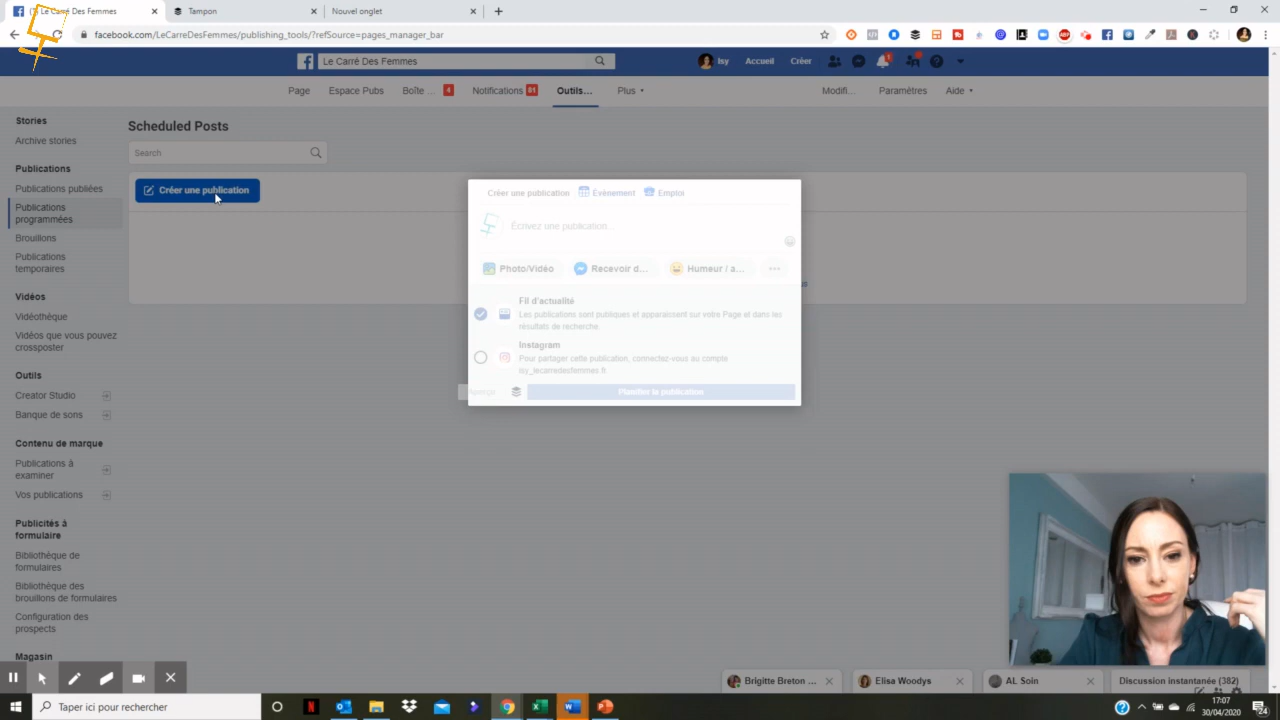 (1) Le Carré Des Femmes
Tampon
Nouvel onglet
facebook.com/LeCarreDesFemmes/publishing_tools/?refSource=pages_manager_bar
Le Carré Des Femmes
Isy
Accueil
Créer
1
Page
Espace Pubs
Boîte ...
4
Notifications
81
Outils...
Plus
Modifi...
Paramètres
Aide
Stories
Archive stories
Publications
Publications publiées
Publications
programmées
Brouillons
Publications
temporaires
Vidéos
Vidéothèque
Vidéos que vous pouvez
crossposter
Outils
Creator Studio
Banque de sons
Contenu de marque
Publications à
examiner
Vos publications
Publicités à
formulaire
Bibliothèque de
formulaires
Bibliothèque des
brouillons de formulaires
Configuration des
prospects
Magasin
Scheduled Posts
Search
Créer une publication
Créer une publication
Évènement
Emploi
Écrivez une publication...
Photo/Vidéo
Recevoir d...
Humeur / a...
Fil d'actualité
Les publications sont publiques et apparaissent sur votre Page et dans les
résultats de recherche.
Instagram
Pour partager cette publication, connectez-vous au compte
isy_lecarredesfemmes.fr.
Planifier la publication
Brigitte Breton ...
Elisa Woodys
AL Soin
Discussion instantanée (382)
Taper ici pour rechercher
17:07
30/04/2020
24